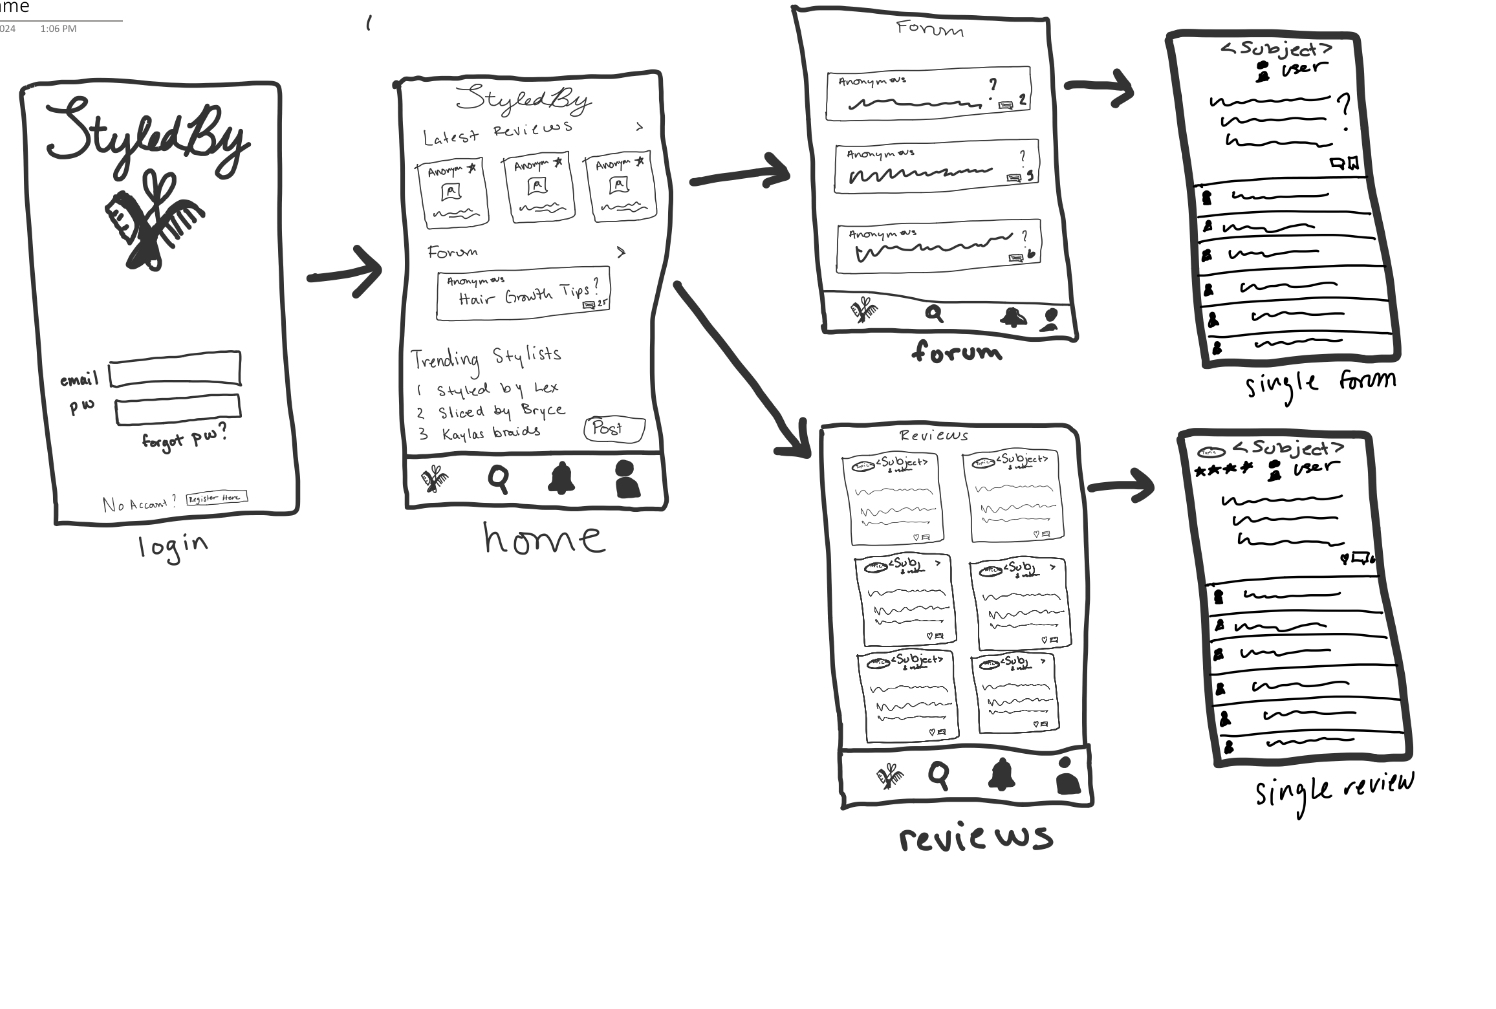 ame
2024 1:06 PM
StyledBy
email
pw
forgot pw?
No Account? Register Here
login
StyledBy
Latest Reviews >
Anonym
Anonym
Anonym
Forum >
Anonymous
Hair Growth Tips?
25
Trending Stylists
1 Styled by Lex
2 Sliced by Bryce
3 Kaylas braids
Post
home
Forum
Anonymous ?
2
Anonymous ?
Anonymous ?
6
forum
<Subject>
user
?
single forum
Reviews
<Subject>
<Subject>
<Subj >
<Subj >
<Subject>
<Subj >
reviews
<Subject>
user
single review